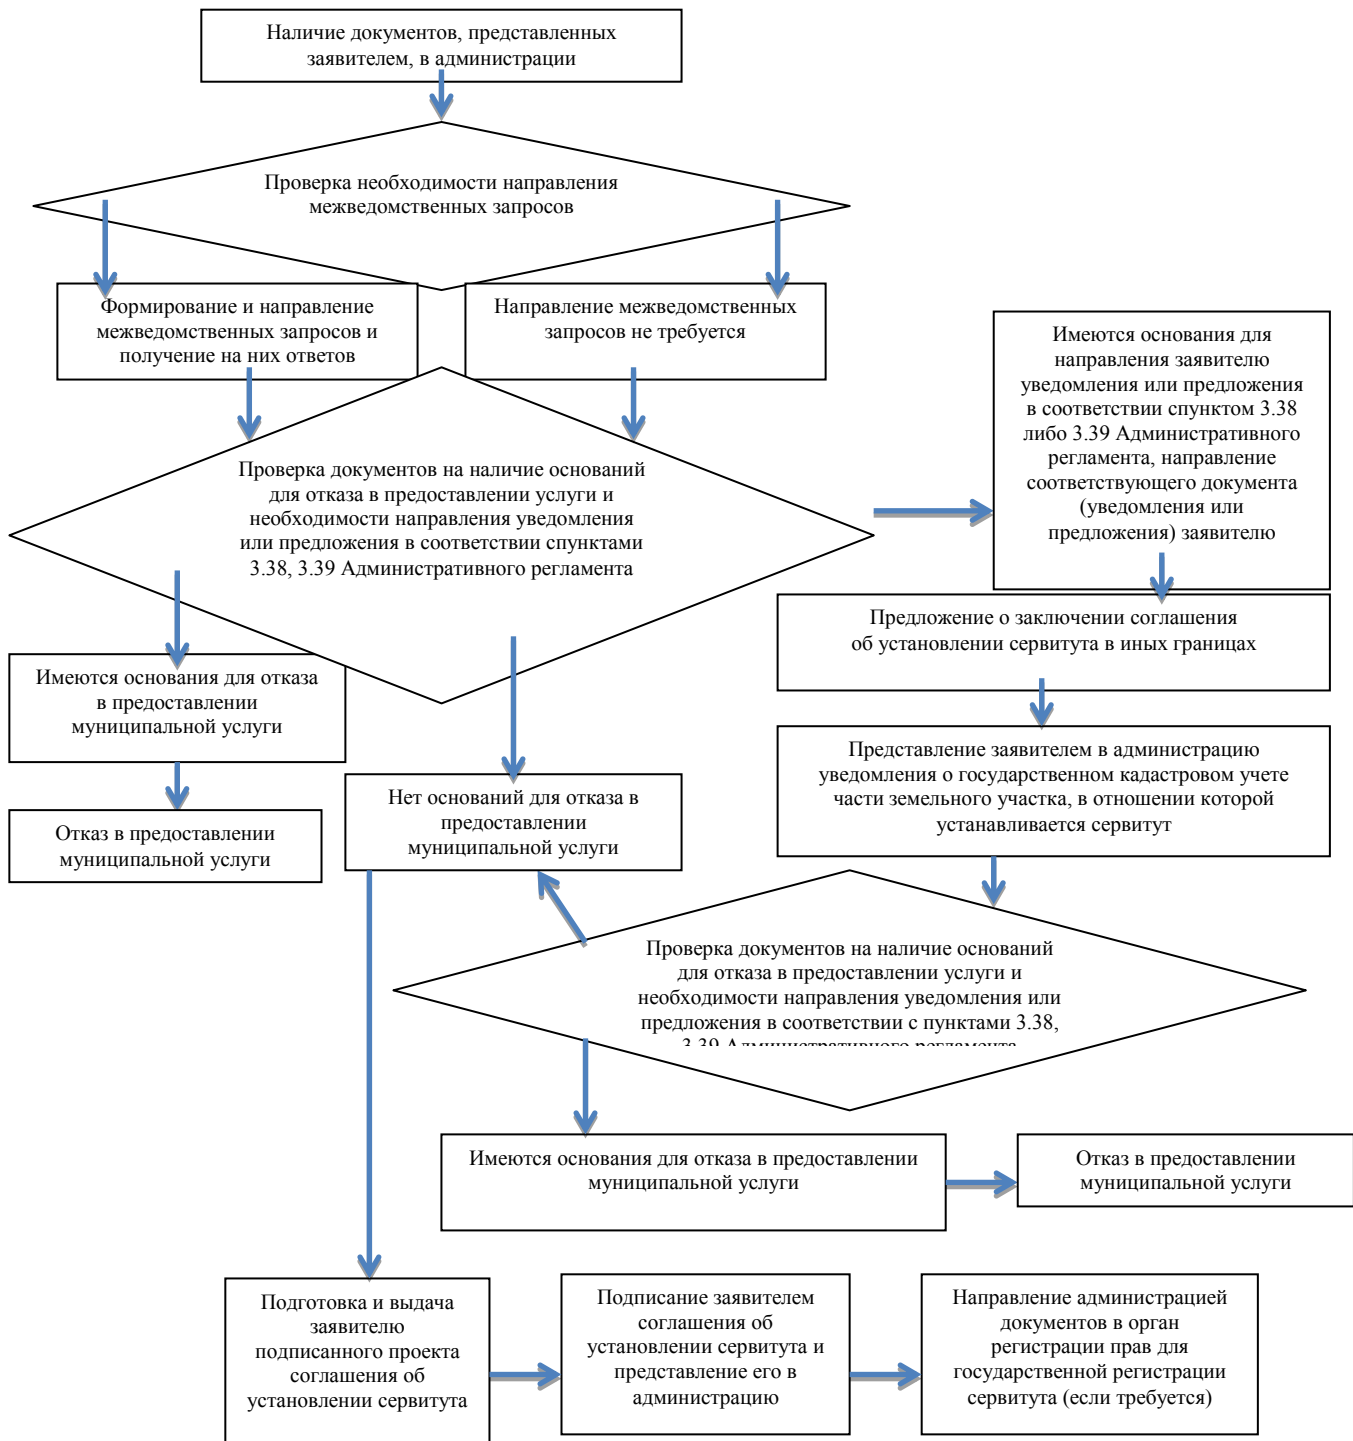 Наличие документов, представленных
заявителем, в администрации
Проверка необходимости направления
межведомственных запросов
Формирование и направление
межведомственных запросов и
получение на них ответов
Направление межведомственных
запросов не требуется
Имеются основания для
направления заявителю
уведомления или предложения
в соответствии спунктом 3.38
либо 3.39 Административного
регламента, направление
соответствующего документа
(уведомления или
предложения) заявителю
Проверка документов на наличие оснований
для отказа в предоставлении услуги и
необходимости направления уведомления
или предложения в соответствии спунктами
3.38, 3.39 Административного регламента
Предложение о заключении соглашения
об установлении сервитута в иных границах
Имеются основания для отказа
в предоставлении
муниципальной услуги
Представление заявителем в администрацию
уведомления о государственном кадастровом учете
части земельного участка, в отношении которой
устанавливается сервитут
Нет оснований для отказа в
предоставлении
муниципальной услуги
Отказ в предоставлении
муниципальной услуги
Проверка документов на наличие оснований
для отказа в предоставлении услуги и
необходимости направления уведомления или
предложения в соответствии с пунктами 3.38,
3.39 Административного регламента
Имеются основания для отказа в предоставлении
муниципальной услуги
Отказ в предоставлении
муниципальной услуги
Подготовка и выдача
заявителю
подписанного проекта
соглашения об
установлении сервитута
Подписание заявителем
соглашения об
установлении сервитута и
представление его в
администрацию
Направление администрацией
документов в орган
регистрации прав для
государственной регистрации
сервитута (если требуется)